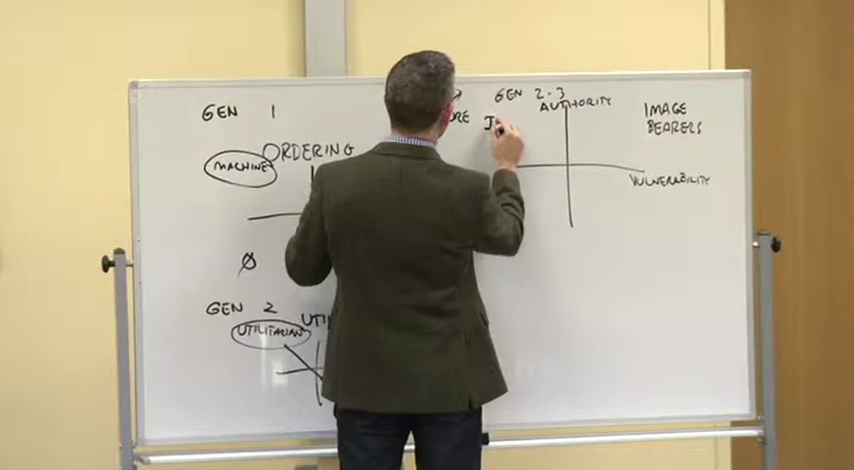 GEN 1
MACHINE
ORDERING
Ø
GEN 2
UTILITARIAN
GEN 2-3
AUTHORITY
IMAGE
BEARERS
VULNERABILITY